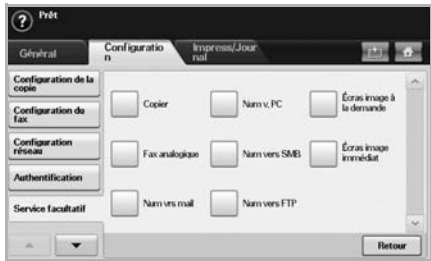 Prêt
Général
Configuratio
n
Impress/Jour
nal
Configuration de la
copie
Configuration du
fax
Configuration
réseau
Authentification
Service facultatif
Copier
Num v. PC
Écras image à
la demande
Fax analogique
Num vers SMB
Écras image
immédiat
Num vrs mail
Num vers FTP
Retour